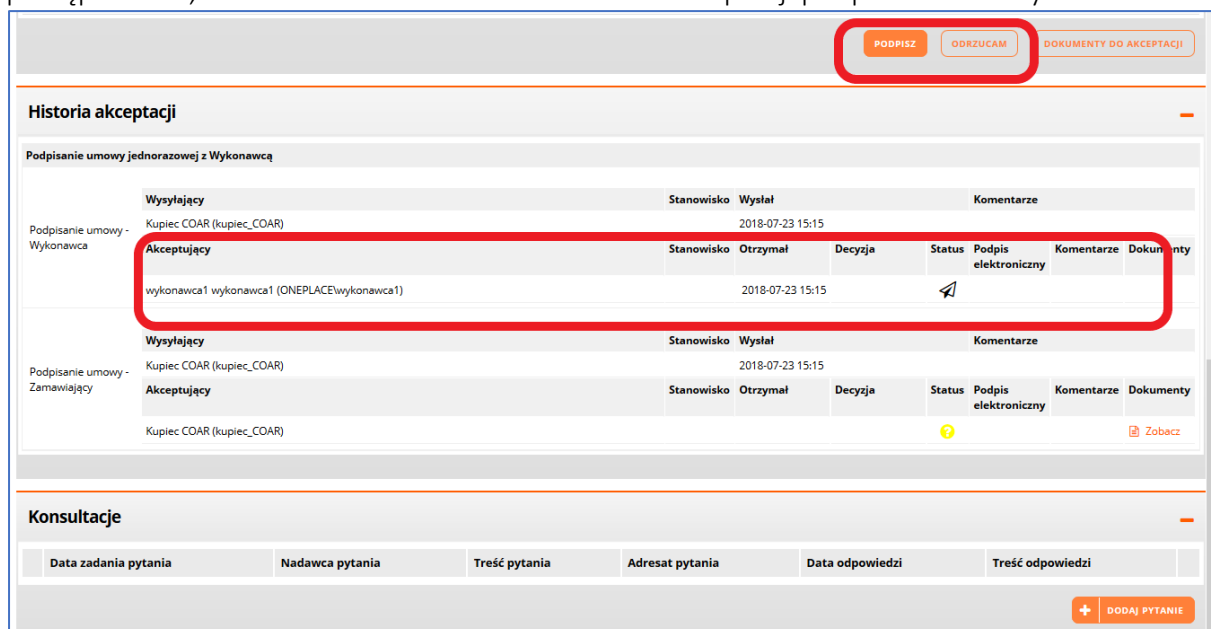 PODPISZ ODRZUCAM DOKUMENTY DO AKCEPTACJI
Historia akceptacji
Podpisanie umowy jednorazowej z Wykonawcą
Wysyłający Stanowisko Wysłał Komentarze
Podpisanie umowy - Wykonawca
Kupiec COAR (kupiec_COAR) 2018-07-23 15:15
Akceptujący Stanowisko Otrzymał Decyzja Status Podpis elektroniczny Komentarze Dokumenty
wykonawca1 wykonawca1 (ONEPLACE\wykonawca1) 2018-07-23 15:15
Wysyłający Stanowisko Wysłał Komentarze
Podpisanie umowy - Zamawiający
Kupiec COAR (kupiec_COAR) 2018-07-23 15:15
Akceptujący Stanowisko Otrzymał Decyzja Status Podpis elektroniczny Komentarze Dokumenty
Kupiec COAR (kupiec_COAR) ? Zobacz
Konsultacje
Data zadania pytania Nadawca pytania Treść pytania Adresat pytania Data odpowiedzi Treść odpowiedzi
+ DODAJ PYTANIE